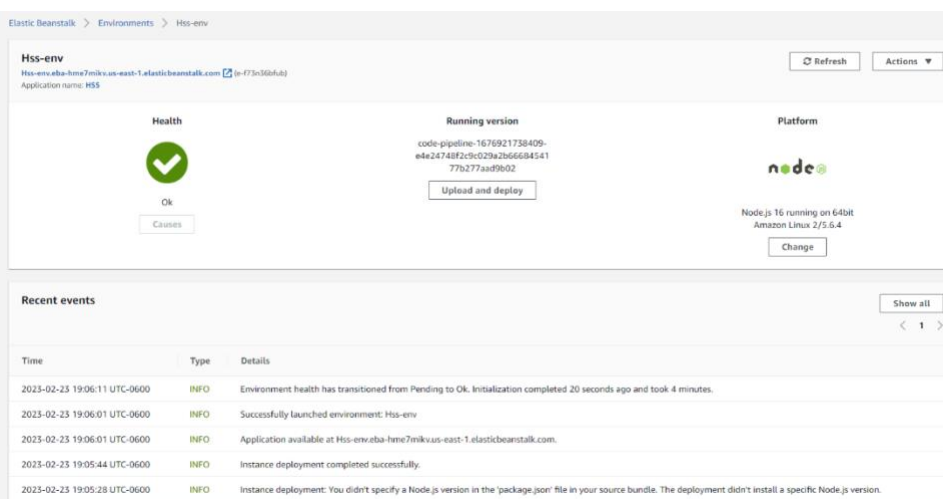 Elastic Beanstalk > Environments > Hss-env
Hss-env
Hss-env.eba-hme7mikv.us-east-1.elasticbeanstalk.com (e-f73n36bfub)
Application name: HSS
Refresh
Actions ▼
Health
Ok
Causes
Running version
code-pipeline-1676921738409-
e4e24748f2c9c029a2b66684541
77b277aad9b02
Upload and deploy
Platform
node
Node.js 16 running on 64bit
Amazon Linux 2/5.6.4
Change
Recent events
Show all
< 1 >
Time Type Details
2023-02-23 19:06:11 UTC-0600 INFO Environment health has transitioned from Pending to Ok. Initialization completed 20 seconds ago and took 4 minutes.
2023-02-23 19:06:01 UTC-0600 INFO Successfully launched environment: Hss-env
2023-02-23 19:06:01 UTC-0600 INFO Application available at Hss-env.eba-hme7mikv.us-east-1.elasticbeanstalk.com.
2023-02-23 19:05:44 UTC-0600 INFO Instance deployment completed successfully.
2023-02-23 19:05:28 UTC-0600 INFO Instance deployment: You didn't specify a Node.js version in the 'package.json' file in your source bundle. The deployment didn't install a specific Node.js version.